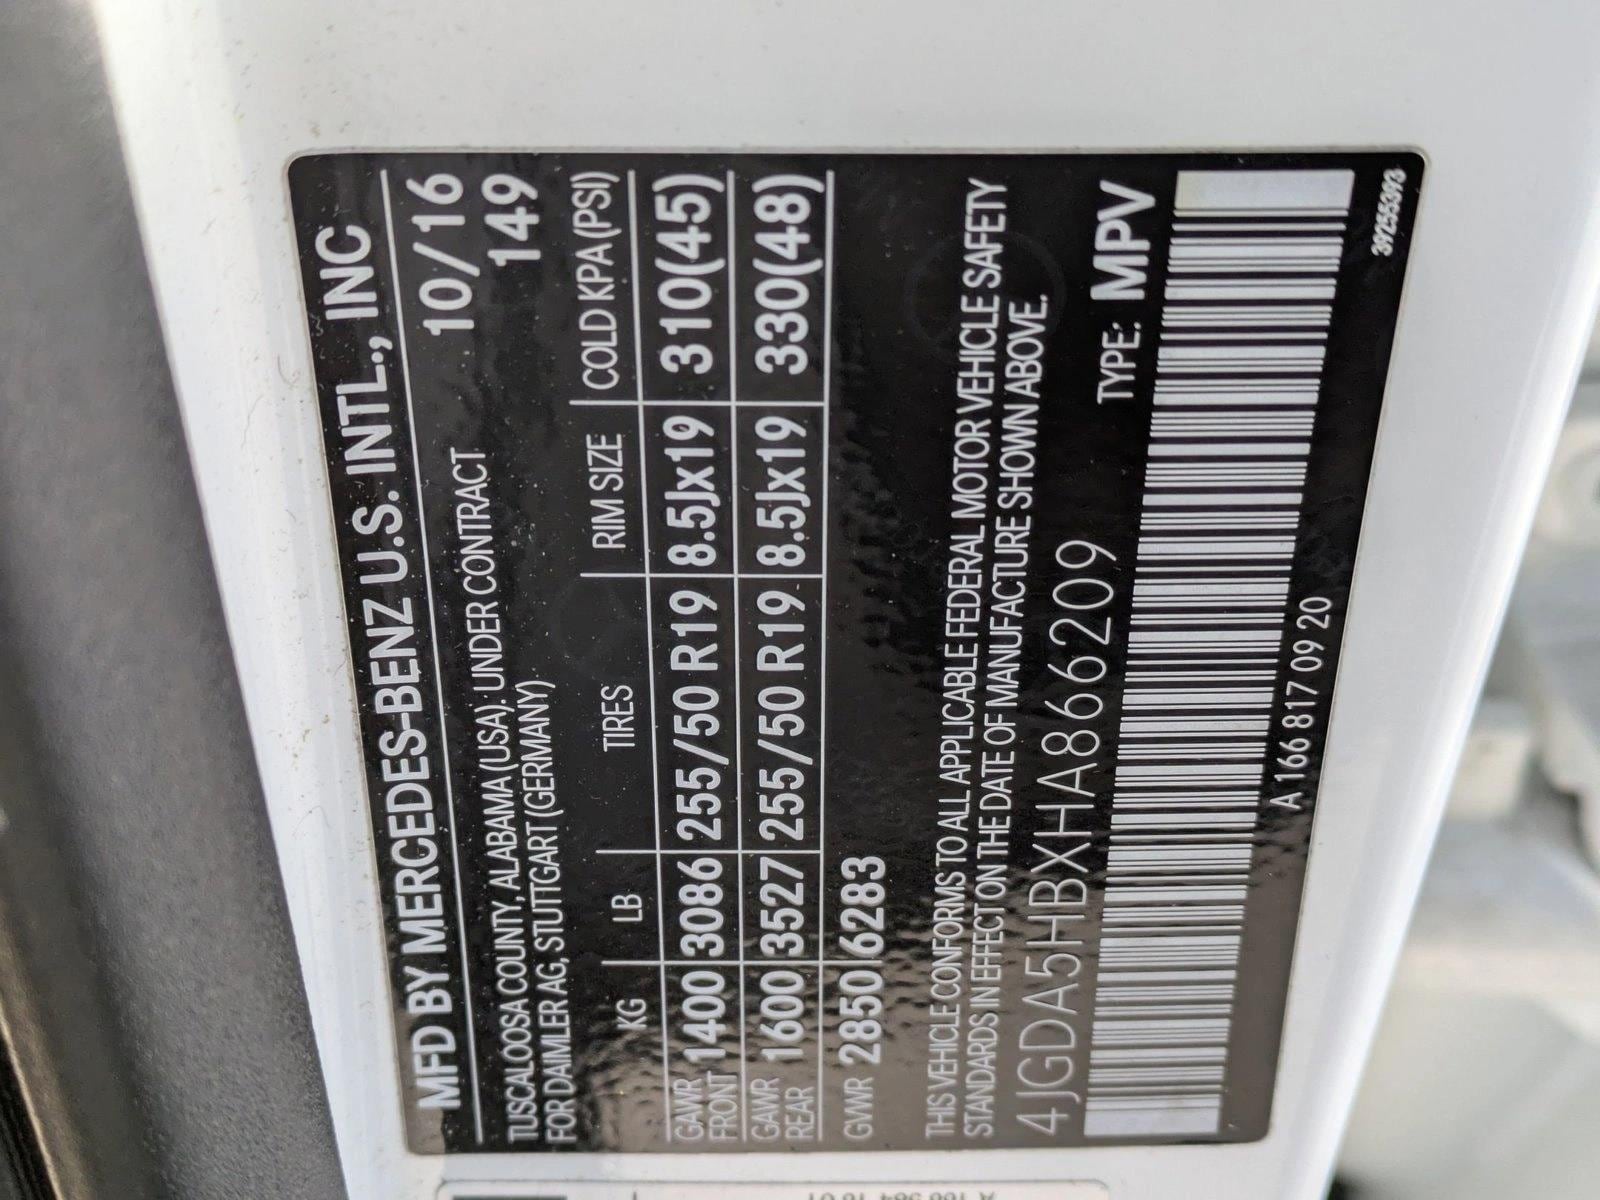 MFD BY MERCEDES-BENZ U.S. INTL., INC
10/16
TUSCALOOSA COUNTY, ALABAMA (USA). UNDER CONTRACT 149
FOR DAIMLER AG, STUTTGART (GERMANY)
KG LB TIRES RIM SIZE COLD KPA (PSI)
GAWR FRONT 1400 3086 255/50 R19 8.5Jx19 310(45)
GAWR REAR 1600 3527 255/50 R19 8.5Jx19 330(48)
GVWR 2850 6283
THIS VEHICLE CONFORMS TO ALL APPLICABLE FEDERAL MOTOR VEHICLE SAFETY
STANDARDS IN EFFECT ON THE DATE OF MANUFACTURE SHOWN ABOVE.
4JGDA5HBXHA866209 TYPE: MPV
A 166 817 09 20
39255393